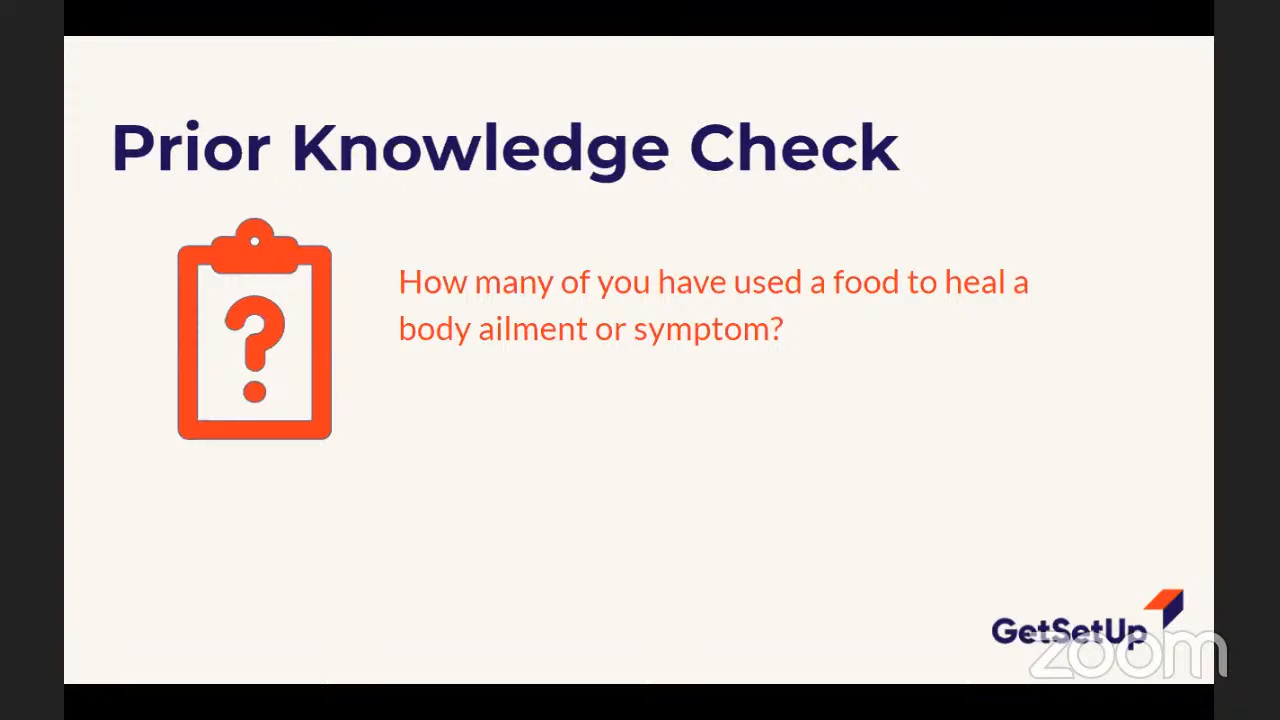 Prior Knowledge Check
?
How many of you have used a food to heal a
body ailment or symptom?
GetSetUp
zoom